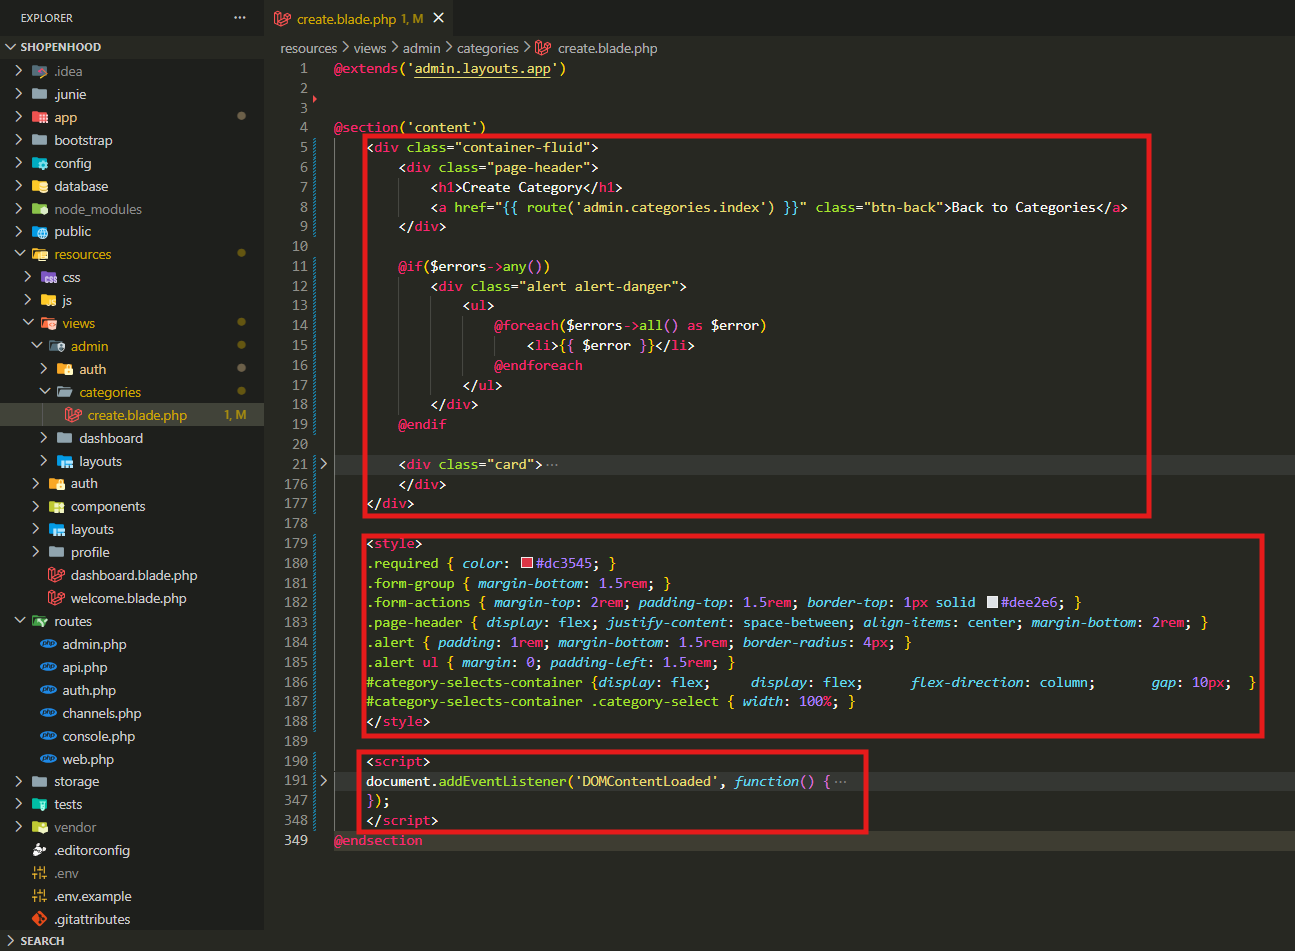 EXPLORER
SHOPENHOOD
.idea
.junie
app
bootstrap
config
database
node_modules
public
resources
css
js
views
admin
auth
categories
create.blade.php 1, M
dashboard
layouts
auth
components
layouts
profile
dashboard.blade.php
welcome.blade.php
routes
admin.php
api.php
auth.php
channels.php
console.php
web.php
storage
tests
vendor
.editorconfig
.env
.env.example
.gitattributes
SEARCH
create.blade.php 1, M
resources > views > admin > categories > create.blade.php
1 @extends('admin.layouts.app')
2
3
4 @section('content')
5 <div class="container-fluid">
6 <div class="page-header">
7 <h1>Create Category</h1>
8 <a href="{{ route('admin.categories.index') }}" class="btn-back">Back to Categories</a>
9 </div>
10
11 @if($errors->any())
12 <div class="alert alert-danger">
13 <ul>
14 @foreach($errors->all() as $error)
15 <li>{{ $error }}</li>
16 @endforeach
17 </ul>
18 </div>
19 @endif
20
21 <div class="card">…
176 </div>
177 </div>
178
179 <style>
180 .required { color: #dc3545; }
181 .form-group { margin-bottom: 1.5rem; }
182 .form-actions { margin-top: 2rem; padding-top: 1.5rem; border-top: 1px solid #dee2e6; }
183 .page-header { display: flex; justify-content: space-between; align-items: center; margin-bottom: 2rem; }
184 .alert { padding: 1rem; margin-bottom: 1.5rem; border-radius: 4px; }
185 .alert ul { margin: 0; padding-left: 1.5rem; }
186 #category-selects-container {display: flex; display: flex; flex-direction: column; gap: 10px; }
187 #category-selects-container .category-select { width: 100%; }
188 </style>
189
190 <script>
191 document.addEventListener('DOMContentLoaded', function() {…
347 });
348 </script>
349 @endsection